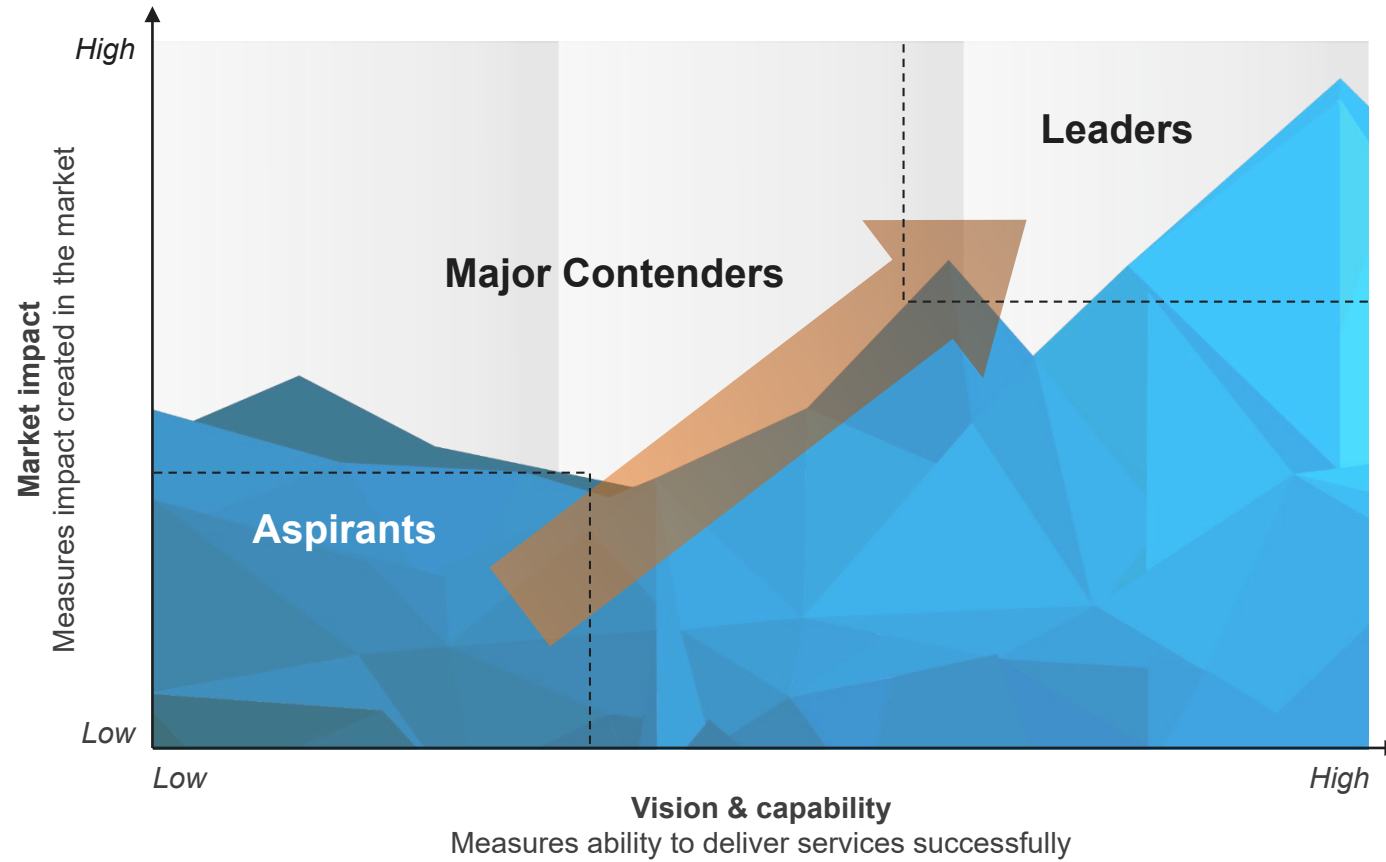 High
Leaders
Major Contenders
Market impact
Measures impact created in the market
Aspirants
Low
Low
High
Vision & capability
Measures ability to deliver services successfully